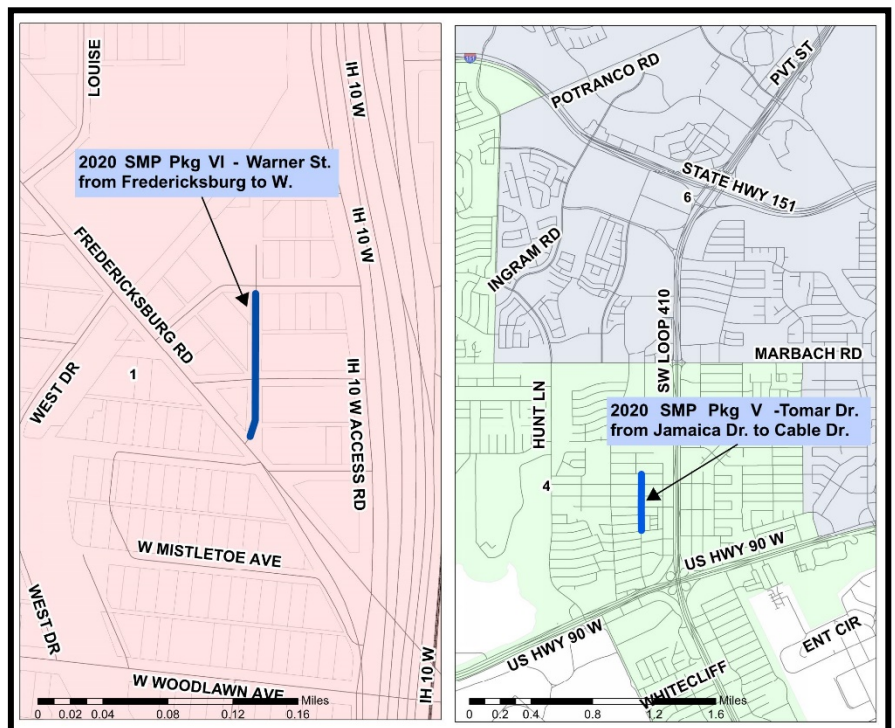 LOUISE
IH 10 W
2020 SMP Pkg VI - Warner St.
from Fredericksburg to W.
IH 10 W
FREDERICKSBURG RD
WEST DR
1
IH 10 W ACCESS RD
W MISTLETOE AVE
WEST DR
W WOODLAWN AVE
IH 10 W
Miles
0 0.02 0.04 0.08 0.12 0.16
POTRANCO RD
PVT ST
STATE HWY 151
6
INGRAM RD
SW LOOP 410
MARBACH RD
HUNT LN
2020 SMP Pkg V -Tomar Dr.
from Jamaica Dr. to Cable Dr.
4
US HWY 90 W
US HWY 90 W
ENT CIR
WHITECLIFF
Miles
0 0.2 0.4 0.8 1.2 1.6